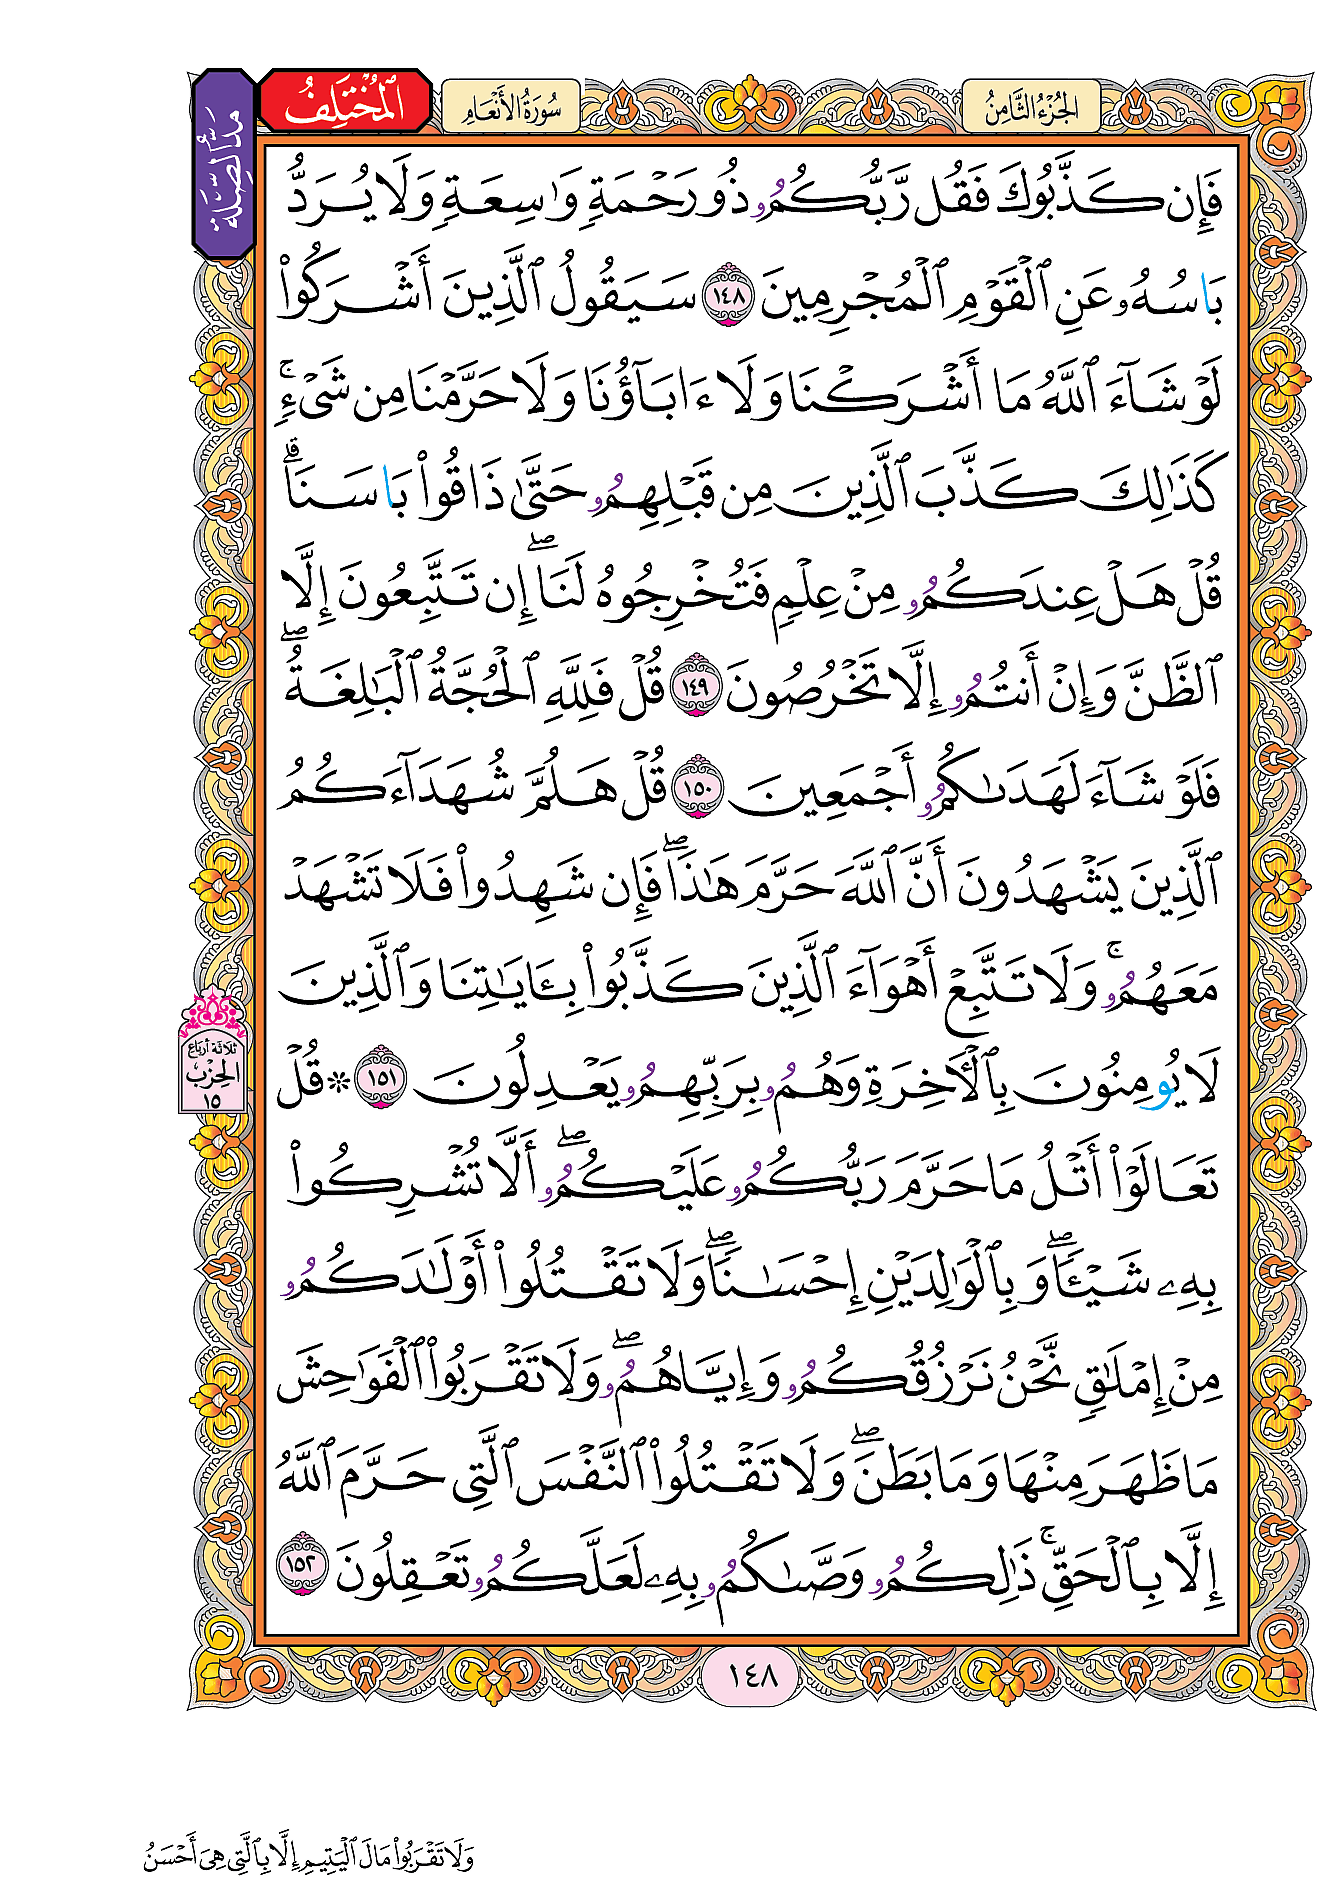 الجُزْءُ الثَّامِنُ
سُورَةُ الأَنْعَامِ
المُخْتَلِفُ
مَدُّ الصِّلَة
فَإِن كَذَّبُوكَ فَقُل رَّبُّكُمُۥ ذُو رَحْمَةٍ وَٰسِعَةٍ وَلَا يُرَدُّ
بَاسُهُۥ عَنِ ٱلْقَوْمِ ٱلْمُجْرِمِينَ ١٤٨ سَيَقُولُ ٱلَّذِينَ أَشْرَكُوا۟
لَوْ شَآءَ ٱللَّهُ مَا أَشْرَكْنَا وَلَا ءَابَآؤُنَا وَلَا حَرَّمْنَا مِن شَىْءٍ ۚ
كَذَٰلِكَ كَذَّبَ ٱلَّذِينَ مِن قَبْلِهِمُۥ حَتَّىٰ ذَاقُوا۟ بَاسَنَا ۗ
قُلْ هَلْ عِندَكُمُۥ مِنْ عِلْمٍ فَتُخْرِجُوهُ لَنَا ۖ إِن تَتَّبِعُونَ إِلَّا
ٱلظَّنَّ وَإِنْ أَنتُمُۥ إِلَّا تَخْرُصُونَ ١٤٩ قُلْ فَلِلَّهِ ٱلْحُجَّةُ ٱلْبَٰلِغَةُ ۖ
فَلَوْ شَآءَ لَهَدَىٰكُمُۥ أَجْمَعِينَ ١٥٠ قُلْ هَلُمَّ شُهَدَآءَكُمُ
ٱلَّذِينَ يَشْهَدُونَ أَنَّ ٱللَّهَ حَرَّمَ هَٰذَا ۖ فَإِن شَهِدُوا۟ فَلَا تَشْهَدْ
مَعَهُمُۥ ۚ وَلَا تَتَّبِعْ أَهْوَآءَ ٱلَّذِينَ كَذَّبُوا۟ بِـَٔايَٰتِنَا وَٱلَّذِينَ
لَا يُومِنُونَ بِٱلْأَخِرَةِ وَهُمُۥ بِرَبِّهِمُۥ يَعْدِلُونَ ١٥١ ۞ قُلْ
تَعَالَوْا۟ أَتْلُ مَا حَرَّمَ رَبُّكُمُۥ عَلَيْكُمُۥ ۖ أَلَّا تُشْرِكُوا۟
بِهِۦ شَيْـًٔا ۖ وَبِٱلْوَٰلِدَيْنِ إِحْسَٰنًا ۖ وَلَا تَقْتُلُوا۟ أَوْلَٰدَكُمُۥ
مِنْ إِمْلَٰقٍ نَّحْنُ نَرْزُقُكُمُۥ وَإِيَّاهُمُۥ ۖ وَلَا تَقْرَبُوا۟ ٱلْفَوَٰحِشَ
مَا ظَهَرَ مِنْهَا وَمَا بَطَنَ ۖ وَلَا تَقْتُلُوا۟ ٱلنَّفْسَ ٱلَّتِى حَرَّمَ ٱللَّهُ
إِلَّا بِٱلْحَقِّ ۚ ذَٰلِكُمُۥ وَصَّىٰكُمُۥ بِهِۦ لَعَلَّكُمُۥ تَعْقِلُونَ ١٥٢
ثلاثة أرباع
الحزب
١٥
١٤٨
وَلَا تَقْرَبُوا۟ مَالَ ٱلْيَتِيمِ إِلَّا بِٱلَّتِى هِىَ أَحْسَنُ